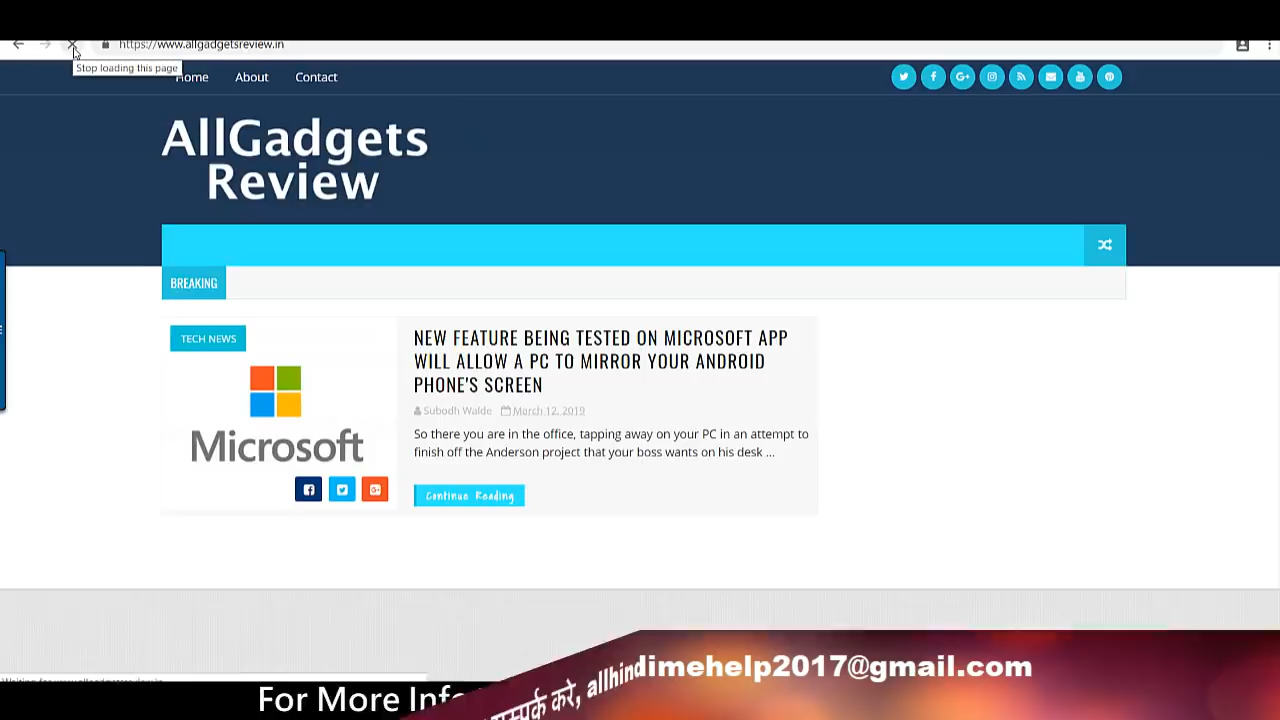 https://www.allgadgetsreview.in
Stop loading this page
Home About Contact
AllGadgets
Review
BREAKING
TECH NEWS
NEW FEATURE BEING TESTED ON MICROSOFT APP
WILL ALLOW A PC TO MIRROR YOUR ANDROID
PHONE'S SCREEN
Subodh Walde March 12, 2019
So there you are in the office, tapping away on your PC in an attempt to
finish off the Anderson project that your boss wants on his desk ...
Microsoft
Continue Reading
For More Inf
करे, allhindimehelp2017@gmail.com